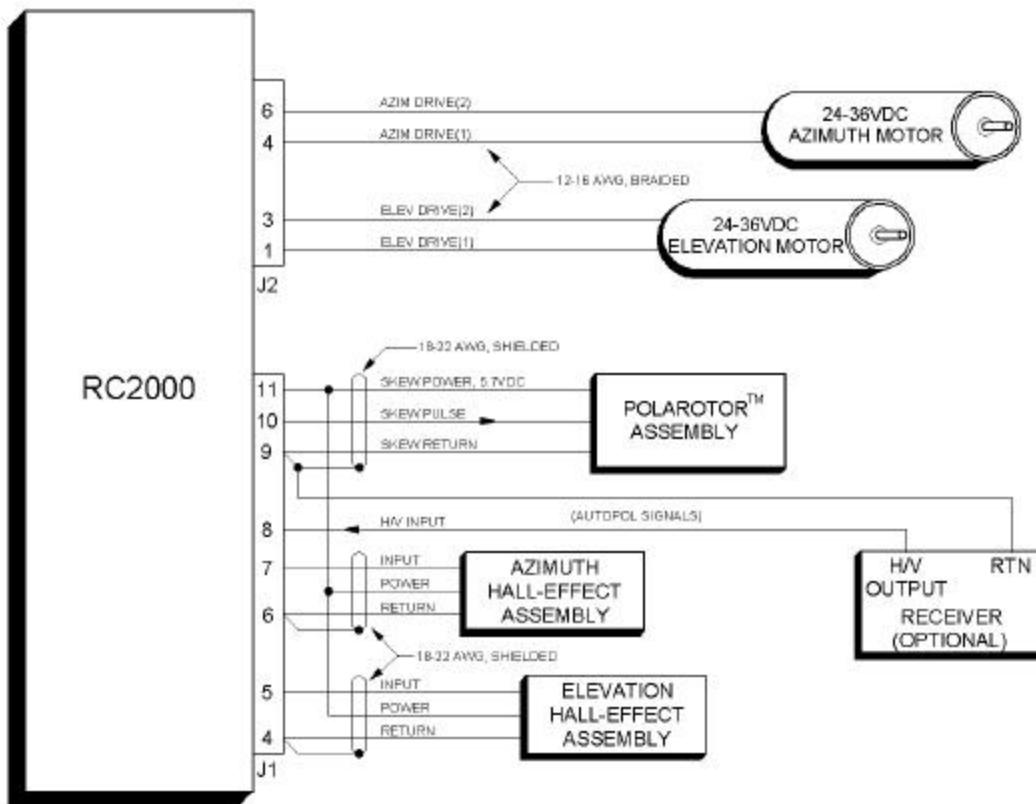 RC2000
6
AZIM DRIVE(2)
4
AZIM DRIVE(1)
24-36VDC
AZIMUTH MOTOR
12-16 AWG, BRAIDED
3
ELEV DRIVE(2)
1
ELEV DRIVE(1)
24-36VDC
ELEVATION MOTOR
J2
18-22 AWG, SHIELDED
11
SKEW POWER, 5.7VDC
10
SKEW PULSE
9
SKEW RETURN
POLAROTOR™
ASSEMBLY
8
H/V INPUT
(AUTOPOL SIGNALS)
7
INPUT
POWER
6
RETURN
AZIMUTH
HALL-EFFECT
ASSEMBLY
H/V
OUTPUT
RTN
RECEIVER
(OPTIONAL)
18-22 AWG, SHIELDED
5
INPUT
POWER
4
RETURN
ELEVATION
HALL-EFFECT
ASSEMBLY
J1